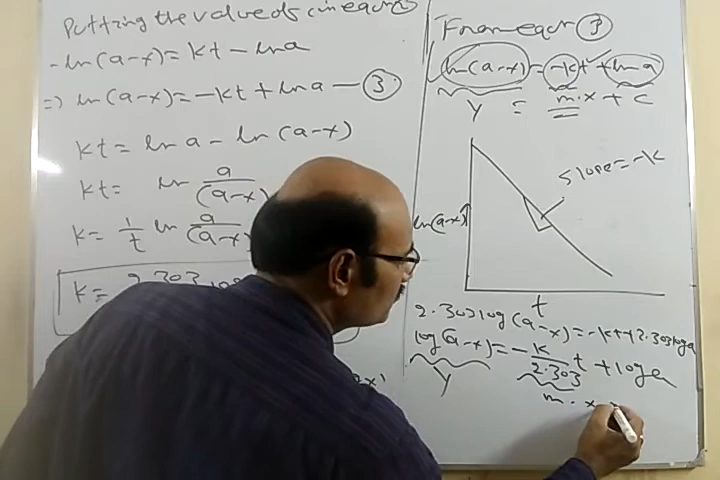 Putting the value of c in eqn
- ln(a-x) = kt - ln a
=> ln(a-x) = -kt + ln a — ③
kt = ln a - ln(a-x)
kt = ln a/(a-x)
k = 1/t ln a/(a-x)
k = 2.303
From eqn ③
ln(a-x) = -kt + ln a
y = m·x + c
slope = -k
ln(a-x)
t
2.303 log(a-x) = -kt + 2.303 log a
log(a-x) = - k/2.303 t + log a
y
m · x